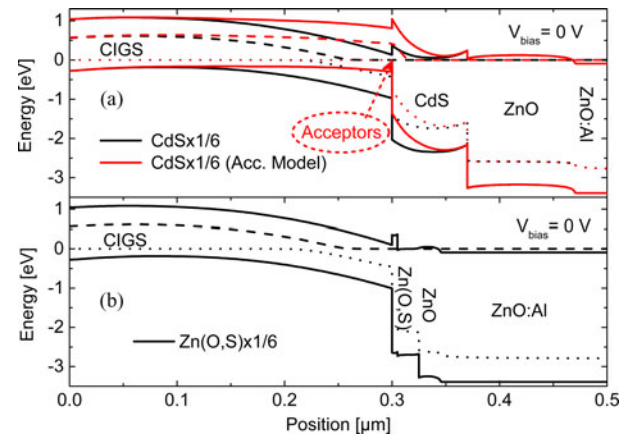 1
0
-1
-2
-3
Energy [eV]
V bias = 0 V
CIGS
(a)
Acceptors
CdS
ZnO
ZnO:Al
CdSx1/6
CdSx1/6 (Acc. Model)
1
0
-1
-2
-3
Energy [eV]
V bias = 0 V
CIGS
(b)
Zn(O,S)
ZnO
ZnO:Al
Zn(O,S)x1/6
0.0 0.1 0.2 0.3 0.4 0.5
Position [µm]